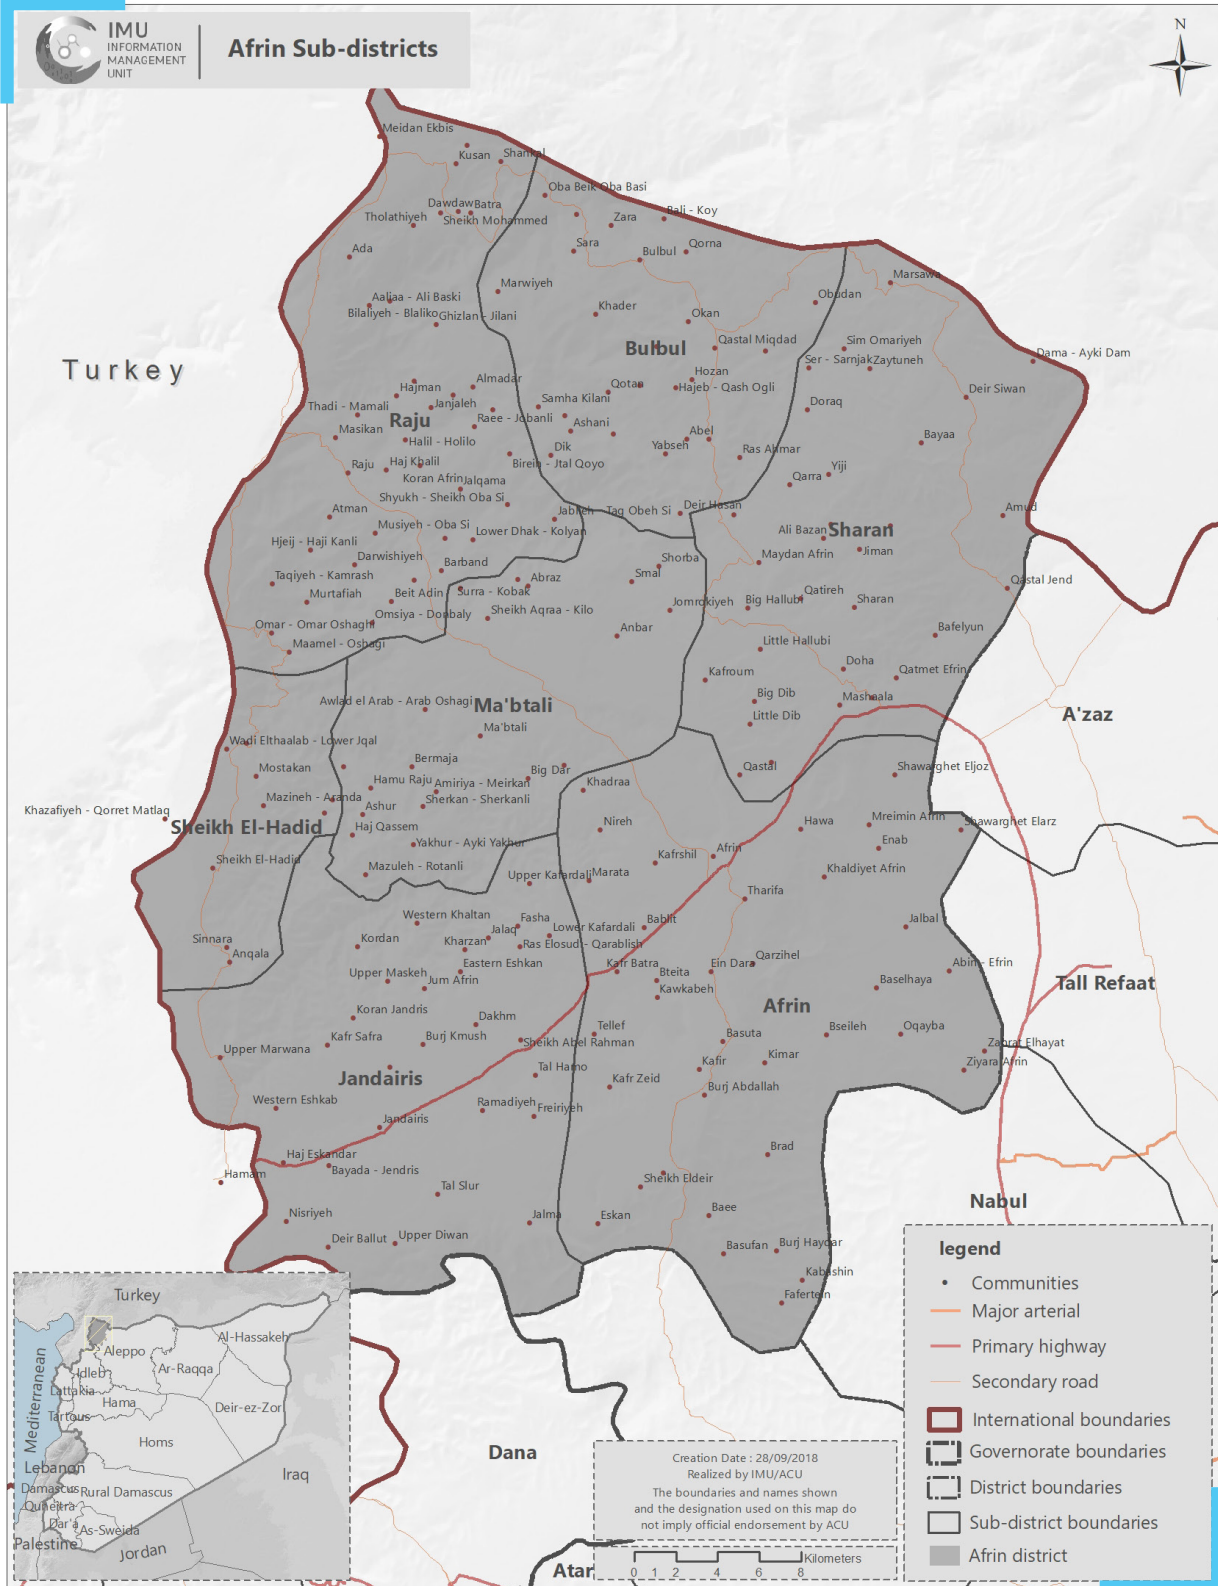 IMU
INFORMATION
MANAGEMENT
UNIT
Afrin Sub-districts
N
Meidan Ekbis
Kusan
Shankal
Oba Beik Oba Basi
Dawdaw Batra
Tholathiyeh
Sheikh Mohammed
Zara
Bali - Koy
Ada
Sara
Bulbul
Qorna
Marsawa
Marwiyeh
Aaljaa - Ali Baski
Bilaliyeh - Blaliko
Ghizlan - Jilani
Khader
Okan
Obudan
Turkey
Bulbul
Qastal Miqdad
Sim Omariyeh
Ser - Sarnjak
Zaytuneh
Dama - Ayki Dam
Hajman
Almadar
Qotan
Hozan
Hajeb - Qash Ogli
Deir Siwan
Thadi - Mamali
Janjaleh
Samha Kilani
Doraq
Raju
Raee - Jobanli
Ashani
Masikan
Halil - Holilo
Dik
Yabseh
Abel
Ras Ahmar
Bayaa
Raju
Haj Khalil
Birein - Jtal Qoyo
Koran Afrin
Jalqama
Qarra
Yiji
Shyukh - Sheikh Oba Si
Atman
Jabheh
Tag Obeh Si
Deir Hasan
Amud
Musiyeh - Oba Si
Lower Dhak - Kolyan
Ali Bazan
Sharan
Hjeij - Haji Kanli
Darwishiyeh
Barband
Shorba
Maydan Afrin
Jiman
Taqiyeh - Kamrash
Abraz
Smal
Qastal Jend
Murtafiah
Beit Adin
Surra - Kobak
Jomrokiyeh
Big Hallubi
Qatireh
Sharan
Omar - Omar Oshaghi
Omsiya - Donbaly
Sheikh Aqraa - Kilo
Anbar
Bafelyun
Maamel - Oshagi
Little Hallubi
Kafroum
Doha
Qatmet Efrin
Awlad el Arab - Arab Oshagi
Ma'btali
Big Dib
Mashaala
Little Dib
A'zaz
Wadi Elthaalab - Lower Jqal
Ma'btali
Mostakan
Bermaja
Big Dar
Qastal
Shawarghet Eljoz
Hamu Raju
Amiriya - Meirkan
Khadraa
Khazafiyeh - Qorret Matlaq
Mazineh - Aranda
Ashur
Sherkan - Sherkanli
Sheikh El-Hadid
Haj Qassem
Nireh
Hawa
Mreimin Afrin
Shawarghet Elarz
Yakhur - Ayki Yakhur
Enab
Sheikh El-Hadid
Mazuleh - Rotanli
Kafrshil
Afrin
Khaldiyet Afrin
Upper Kafardali
Marata
Tharifa
Western Khaltan
Fasha
Bablit
Jalbal
Jalaq
Lower Kafardali
Sinnara
Kordan
Kharzan
Ras Elosud - Qarablish
Anqala
Eastern Eshkan
Kafr Batra
Ein Dara
Qarzihel
Abin - Efrin
Upper Maskeh
Jum Afrin
Bteita
Baselhaya
Kawkabeh
Tall Refaat
Koran Jandris
Afrin
Dakhm
Tellef
Kafr Safra
Burj Kmush
Sheikh Abel Rahman
Basuta
Bseileh
Oqayba
Upper Marwana
Zahrat Elhayat
Jandairis
Tal Hamo
Kafir
Kimar
Ziyara Afrin
Kafr Zeid
Burj Abdallah
Western Eshkab
Ramadiyeh
Freiriyeh
Jandairis
Haj Eskandar
Brad
Hamam
Bayada - Jendris
Tal Slur
Sheikh Eldeir
Nabul
Nisriyeh
Jalma
Eskan
Baee
Deir Ballut
Upper Diwan
Basufan
Burj Haydar
Kabashin
Fafertein
Dana
Atar
legend
Communities
Major arterial
Primary highway
Secondary road
International boundaries
Governorate boundaries
District boundaries
Sub-district boundaries
Afrin district
Creation Date : 28/09/2018
Realized by IMU/ACU
The boundaries and names shown
and the designation used on this map do
not imply official endorsement by ACU
Kilometers
0 1 2 4 6 8
Turkey
Al-Hassakeh
Aleppo
Ar-Raqqa
Idleb
Lattakia
Hama
Deir-ez-Zor
Tartous
Mediterranean
Homs
Lebanon
Iraq
Damascus
Rural Damascus
Quneitra
Dar'a
As-Sweida
Palestine
Jordan